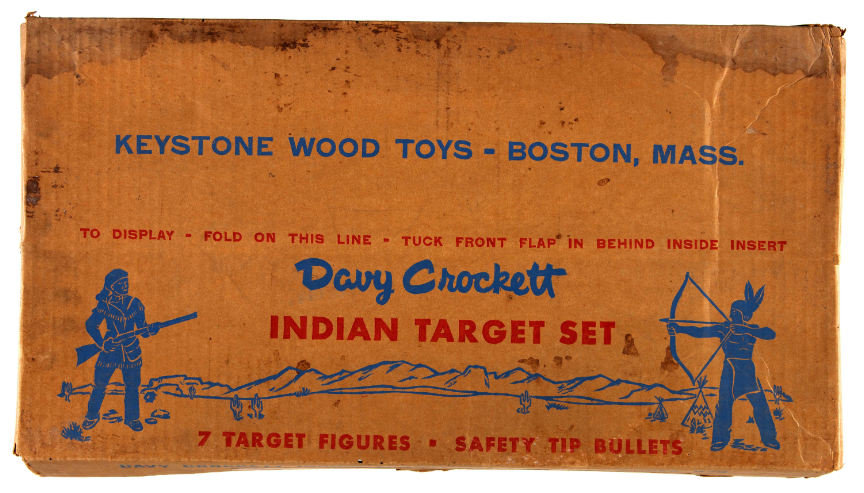 KEYSTONE WOOD TOYS - BOSTON, MASS.
TO DISPLAY - FOLD ON THIS LINE - TUCK FRONT FLAP IN BEHIND INSIDE INSERT
Davy Crockett
INDIAN TARGET SET
7 TARGET FIGURES ▪ SAFETY TIP BULLETS